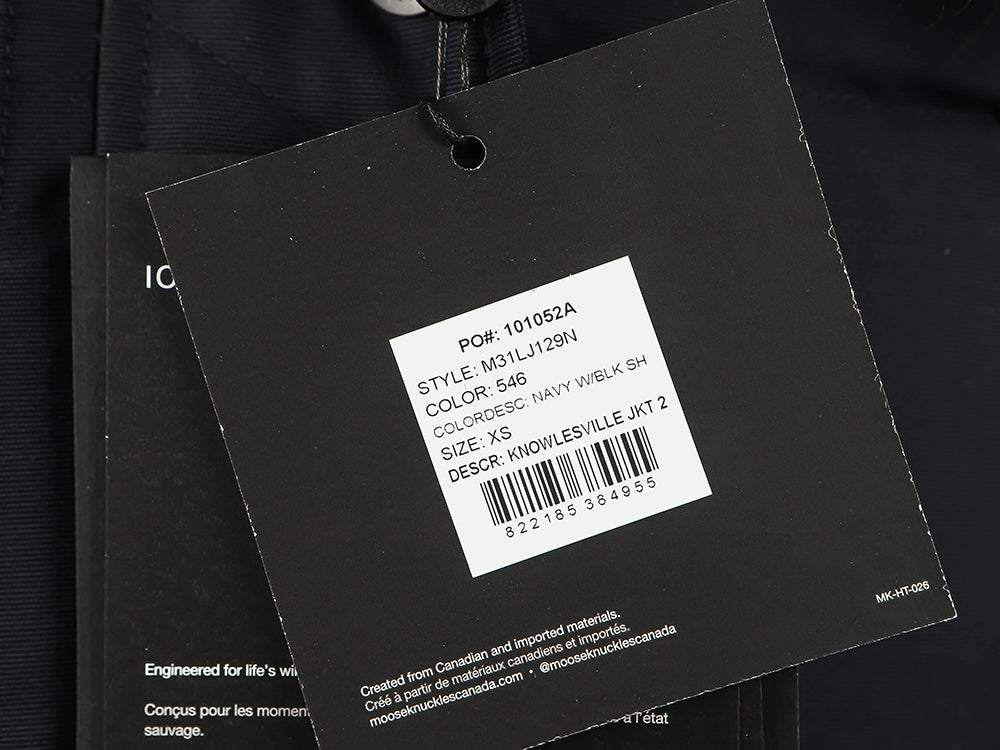 PO#: 101052A
STYLE: M31LJ129N
COLOR: 546
COLORDESC: NAVY W/BLK SH
SIZE: XS
DESCR: KNOWLESVILLE JKT 2
822185 384955
MK-HT-026
Created from Canadian and imported materials.
Créé à partir de matériaux canadiens et importés.
mooseknucklescanada.com • @mooseknucklescanada
Engineered for life's
Conçus pour les
sauvage.
à l'état